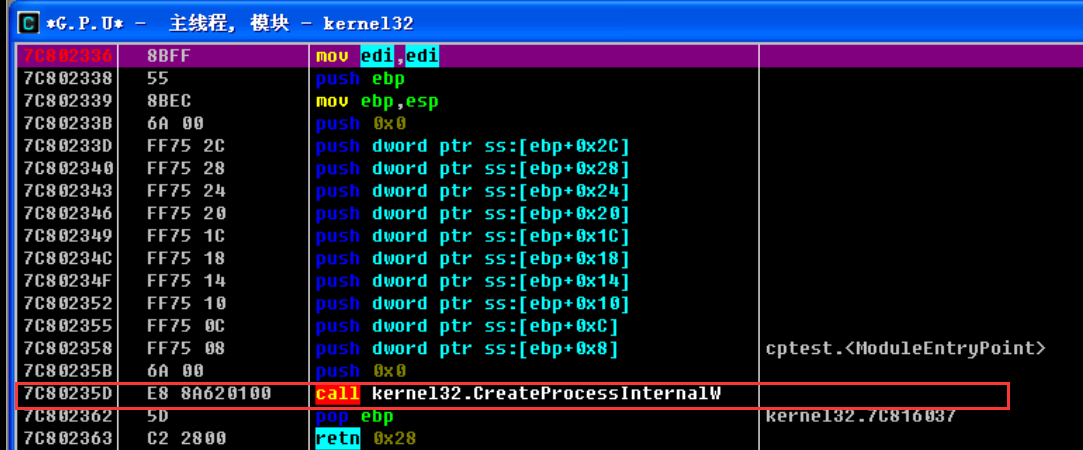 C *G.P.U* - 主线程, 模块 - kernel32
7C802336 8BFF mov edi,edi
7C802338 55 push ebp
7C802339 8BEC mov ebp,esp
7C80233B 6A 00 push 0x0
7C80233D FF75 2C push dword ptr ss:[ebp+0x2C]
7C802340 FF75 28 push dword ptr ss:[ebp+0x28]
7C802343 FF75 24 push dword ptr ss:[ebp+0x24]
7C802346 FF75 20 push dword ptr ss:[ebp+0x20]
7C802349 FF75 1C push dword ptr ss:[ebp+0x1C]
7C80234C FF75 18 push dword ptr ss:[ebp+0x18]
7C80234F FF75 14 push dword ptr ss:[ebp+0x14]
7C802352 FF75 10 push dword ptr ss:[ebp+0x10]
7C802355 FF75 0C push dword ptr ss:[ebp+0xC]
7C802358 FF75 08 push dword ptr ss:[ebp+0x8] cptest.<ModuleEntryPoint>
7C80235B 6A 00 push 0x0
7C80235D E8 8A620100 call kernel32.CreateProcessInternalW
7C802362 5D pop ebp kernel32.7C816037
7C802363 C2 2800 retn 0x28